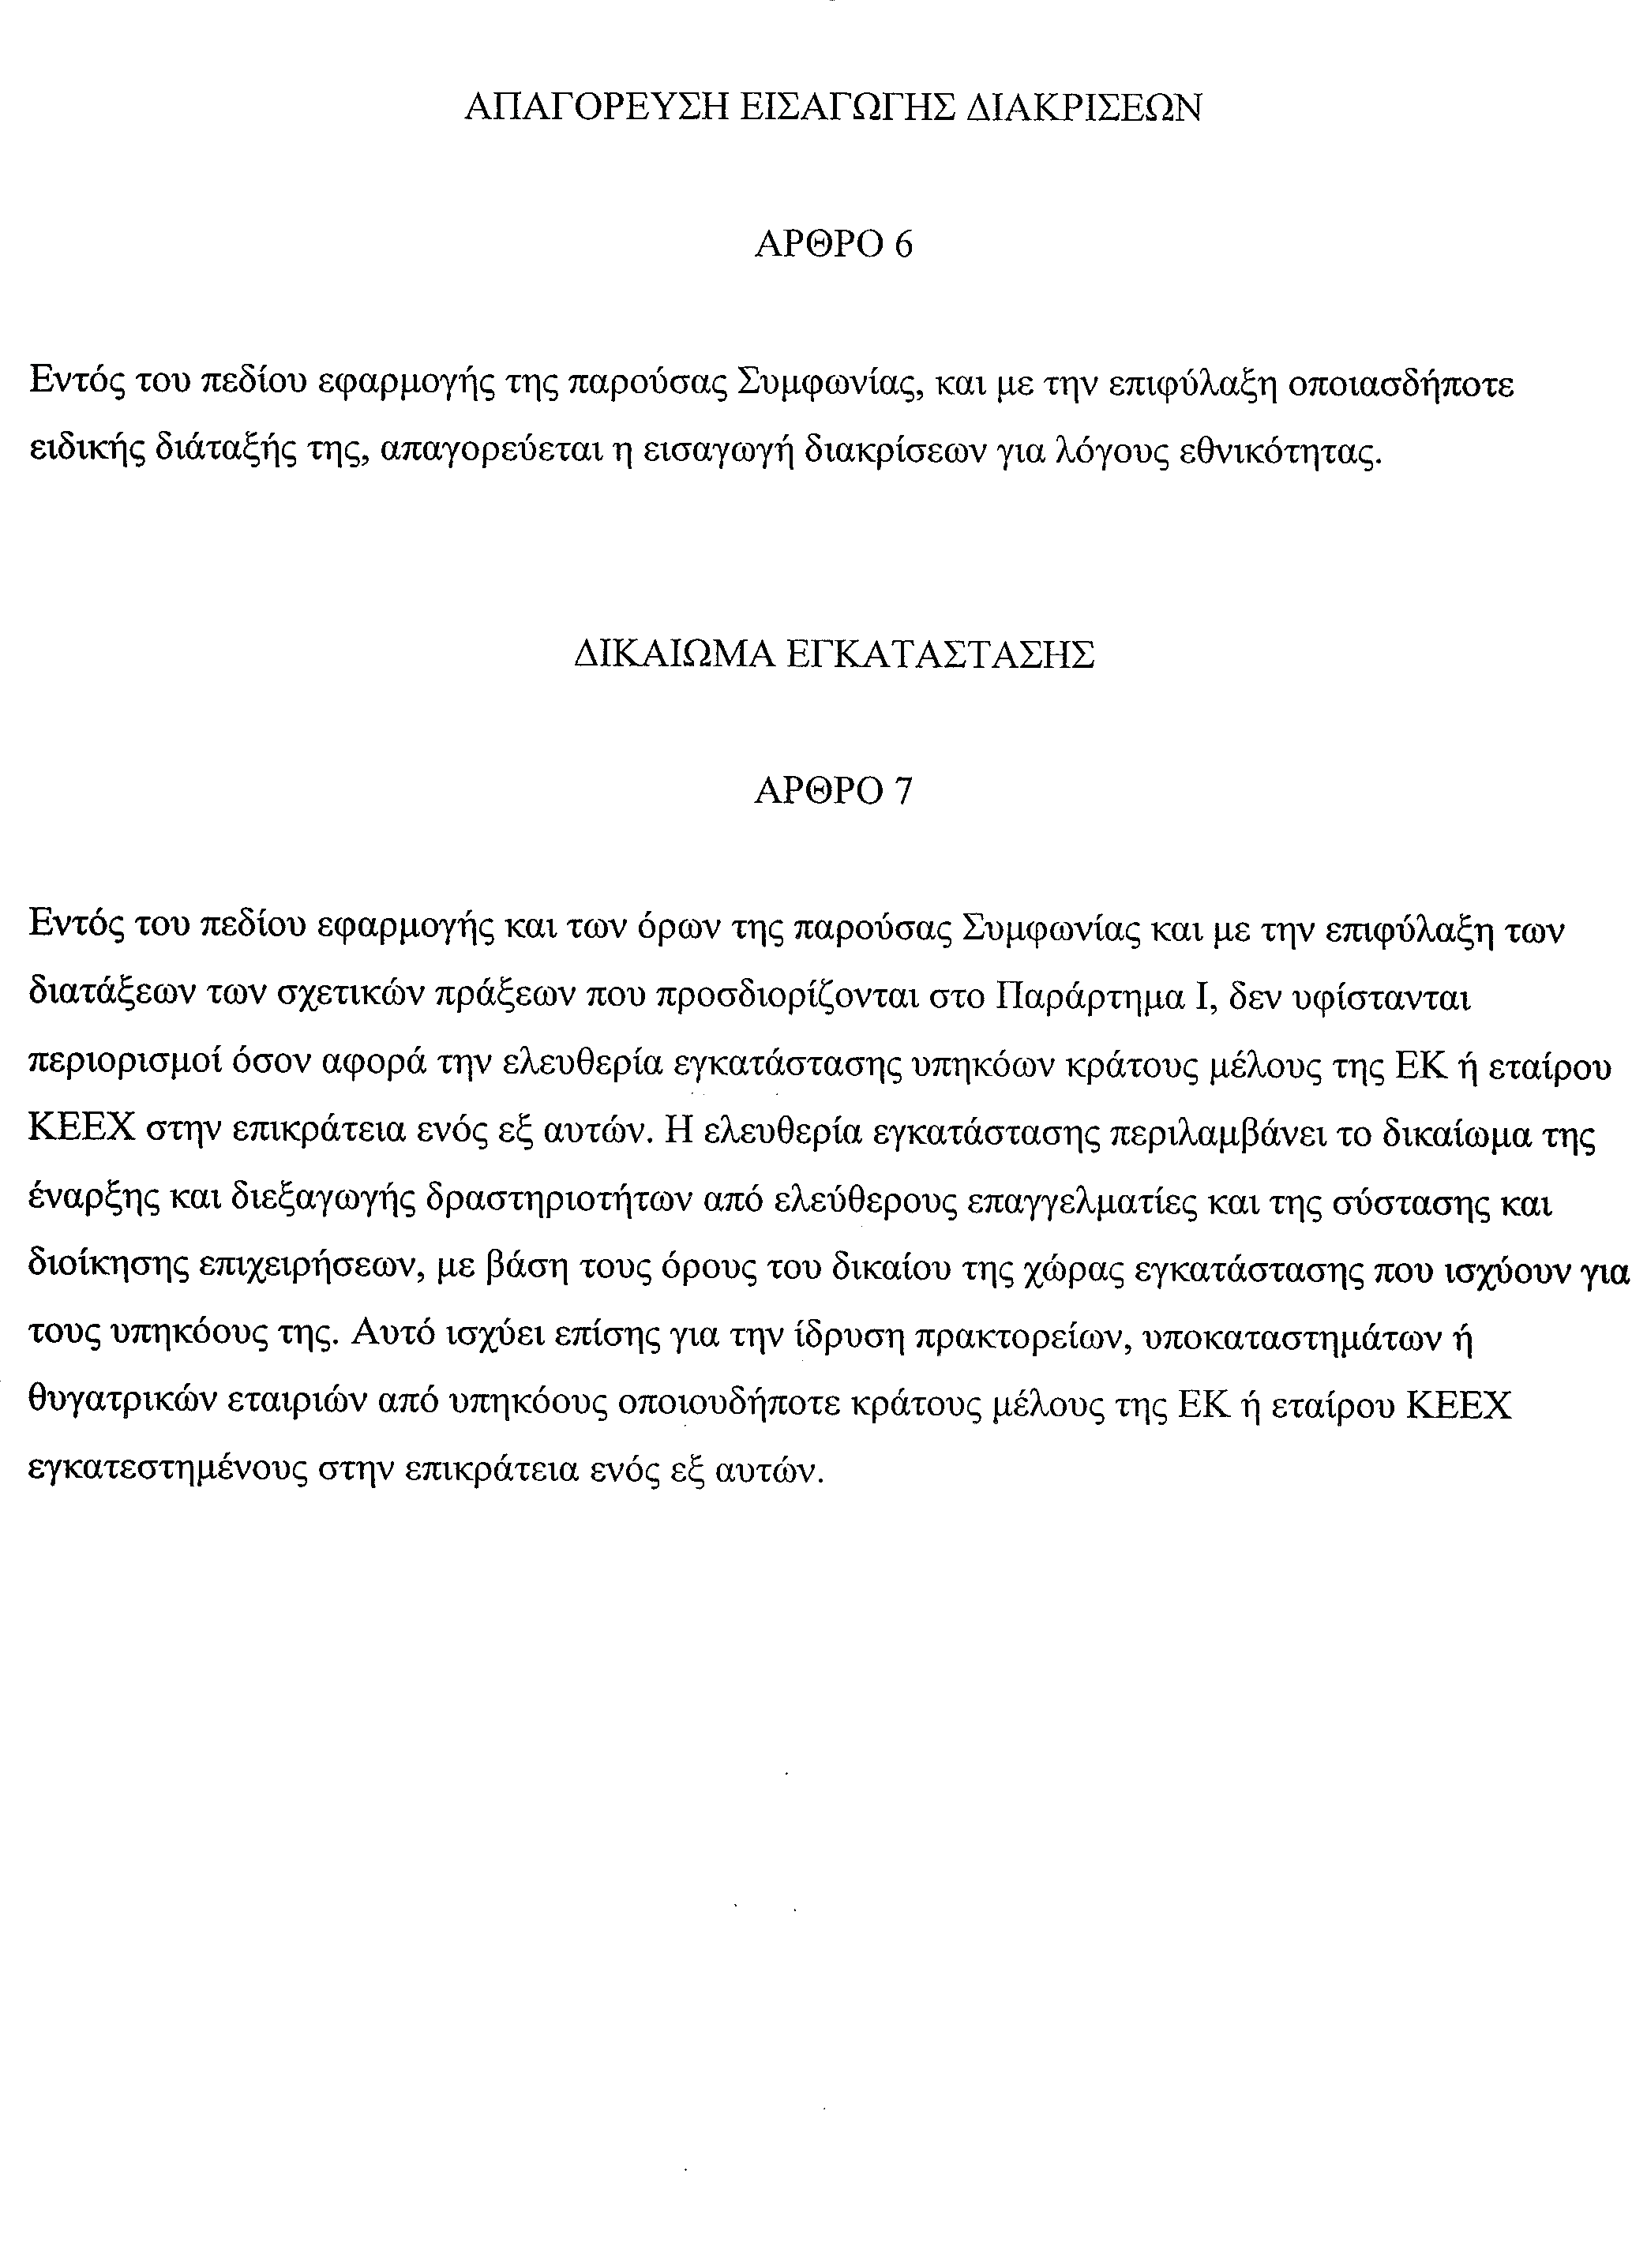 ΑΠΑΓΟΡΕΥΣΗ ΕΙΣΑΓΩΓΗΣ ΔΙΑΚΡΙΣΕΩΝ
ΑΡΘΡΟ 6
Εντός του πεδίου εφαρμογής της παρούσας Συμφωνίας, και με την επιφύλαξη οποιασδήποτε
ειδικής διάταξής της, απαγορεύεται η εισαγωγή διακρίσεων για λόγους εθνικότητας.
ΔΙΚΑΙΩΜΑ ΕΓΚΑΤΑΣΤΑΣΗΣ
ΑΡΘΡΟ 7
Εντός του πεδίου εφαρμογής και των όρων της παρούσας Συμφωνίας και με την επιφύλαξη των
διατάξεων των σχετικών πράξεων που προσδιορίζονται στο Παράρτημα Ι, δεν υφίστανται
περιορισμοί όσον αφορά την ελευθερία εγκατάστασης υπηκόων κράτους μέλους της ΕΚ ή εταίρου
ΚΕΕΧ στην επικράτεια ενός εξ αυτών. Η ελευθερία εγκατάστασης περιλαμβάνει το δικαίωμα της
έναρξης και διεξαγωγής δραστηριοτήτων από ελεύθερους επαγγελματίες και της σύστασης και
διοίκησης επιχειρήσεων, με βάση τους όρους του δικαίου της χώρας εγκατάστασης που ισχύουν για
τους υπηκόους της. Αυτό ισχύει επίσης για την ίδρυση πρακτορείων, υποκαταστημάτων ή
θυγατρικών εταιριών από υπηκόους οποιουδήποτε κράτους μέλους της ΕΚ ή εταίρου ΚΕΕΧ
εγκατεστημένους στην επικράτεια ενός εξ αυτών.